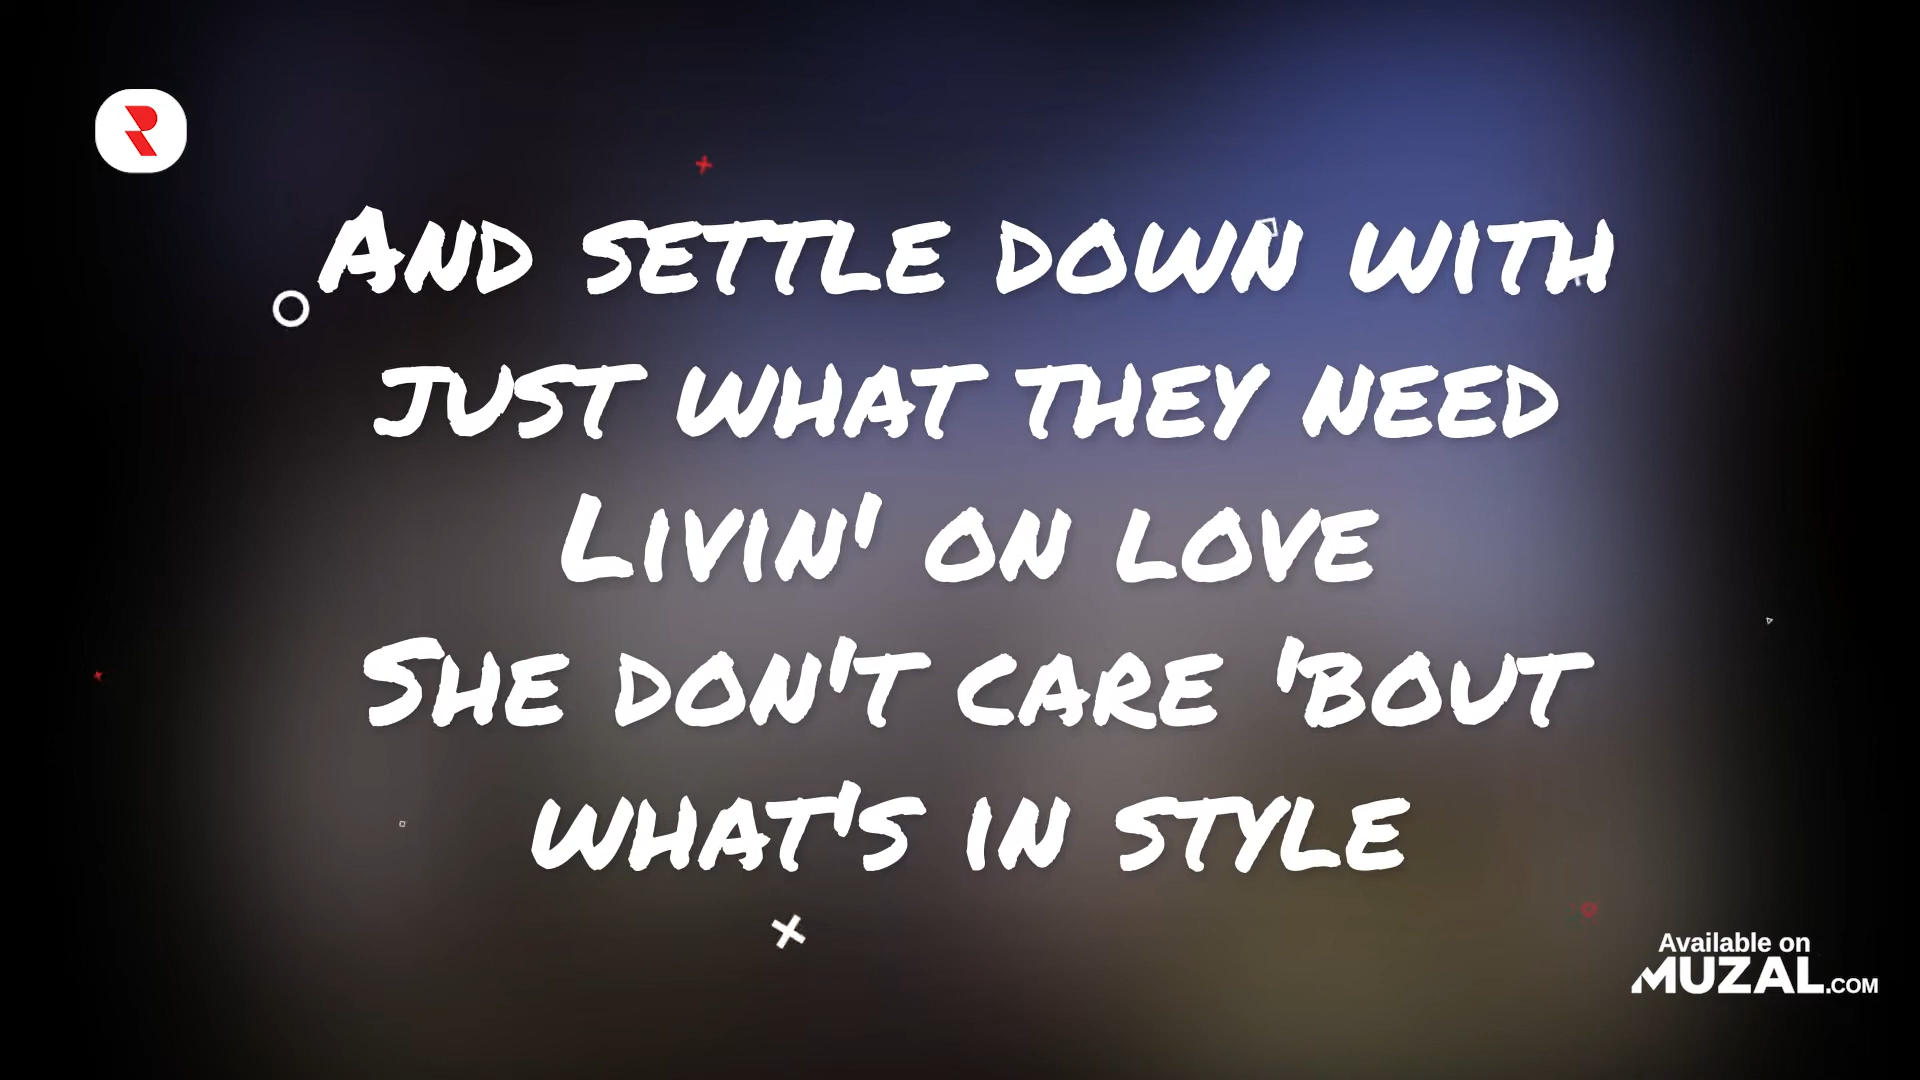 And settle down with
just what they need
Livin' on love
She don't care 'bout
what's in style
Available on
MUZAL.COM